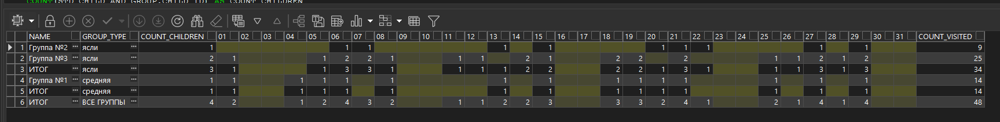 COUNT(STD_CHILD_AND_GROUP.CHILD_ID) AS COUNT_CHILDREN
NAME GROUP_TYPE COUNT_CHILDREN 01 02 03 04 05 06 07 08 09 10 11 12 13 14 15 16 17 18 19 20 21 22 23 24 25 26 27 28 29 30 31 COUNT_VISITED
1 Группа №2 ··· ясли ··· 1 1 1 1 1 1 1 1 1 1 9
2 Группа №3 ··· ясли ··· 2 1 1 2 2 1 1 1 2 1 2 2 2 1 1 2 1 2 25
3 ИТОГ ··· ясли ··· 3 1 1 3 3 1 1 1 1 2 2 2 2 1 3 1 1 1 3 1 3 34
4 Группа №1 ··· средняя ··· 1 1 1 1 1 1 1 1 1 1 1 1 1 1 1 14
5 ИТОГ ··· средняя ··· 1 1 1 1 1 1 1 1 1 1 1 1 1 1 1 14
6 ИТОГ ··· ВСЕ ГРУППЫ ··· 4 2 1 2 4 3 2 1 1 2 2 3 3 3 2 4 1 2 1 4 1 4 48